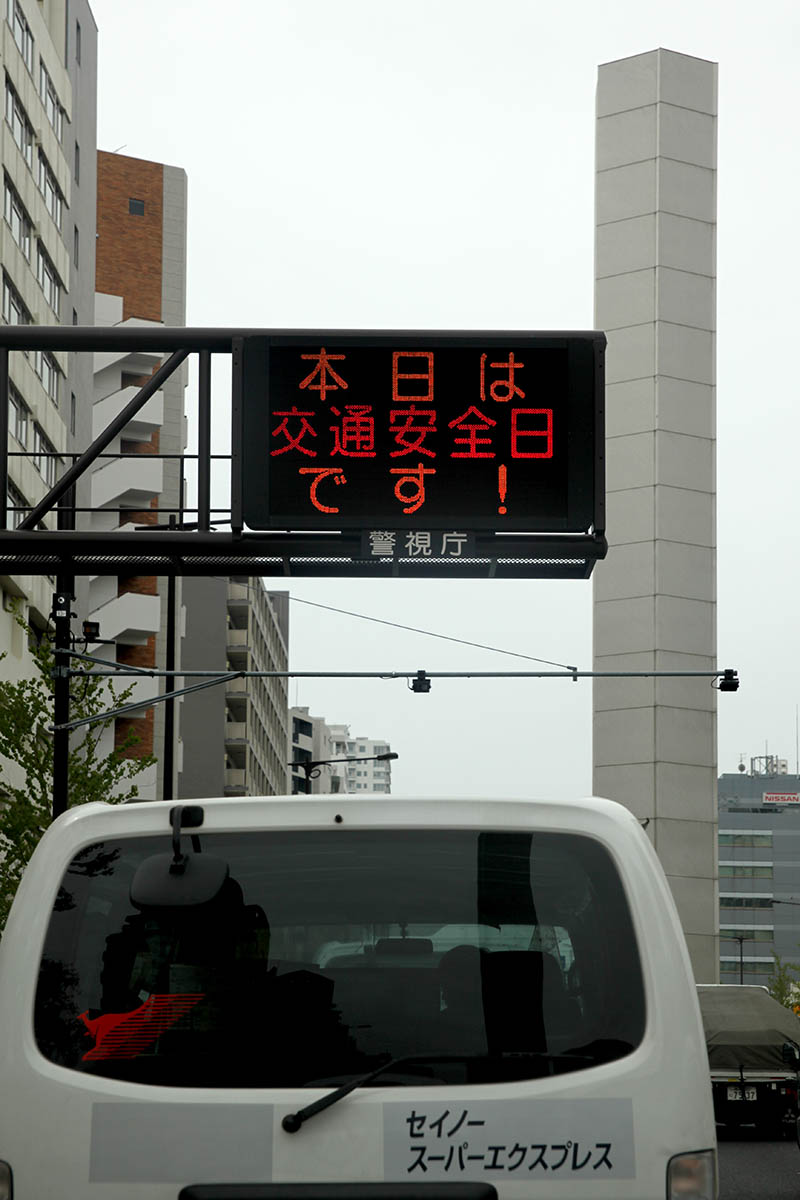 本日は
交通安全日
です!
警視庁
NISSAN
セイノー
スーパーエクスプレス